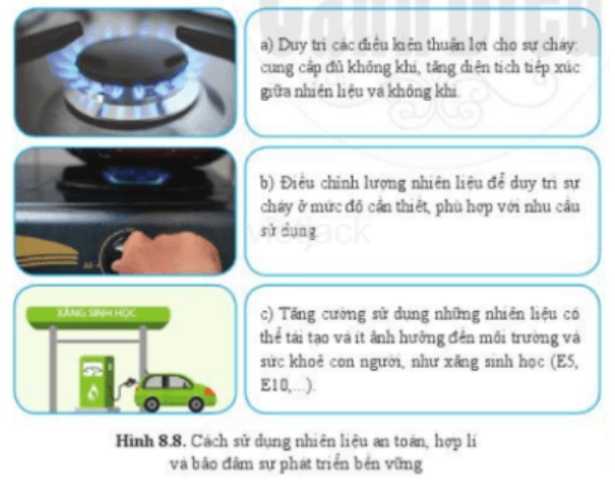 a) Duy trì các điều kiện thuận lợi cho sự cháy:
cung cấp đủ không khí, tăng diện tích tiếp xúc
giữa nhiên liệu và không khí.
b) Điều chỉnh lượng nhiên liệu để duy trì sự
cháy ở mức độ cần thiết, phù hợp với nhu cầu
sử dụng
vietjack
XĂNG SINH HỌC
c) Tăng cường sử dụng những nhiên liệu có
thể tái tạo và ít ảnh hưởng đến môi trường và
sức khoẻ con người, như xăng sinh học (E5,
E10,...).
Hình 8.8. Cách sử dụng nhiên liệu an toàn, hợp lí
và bảo đảm sự phát triển bền vững